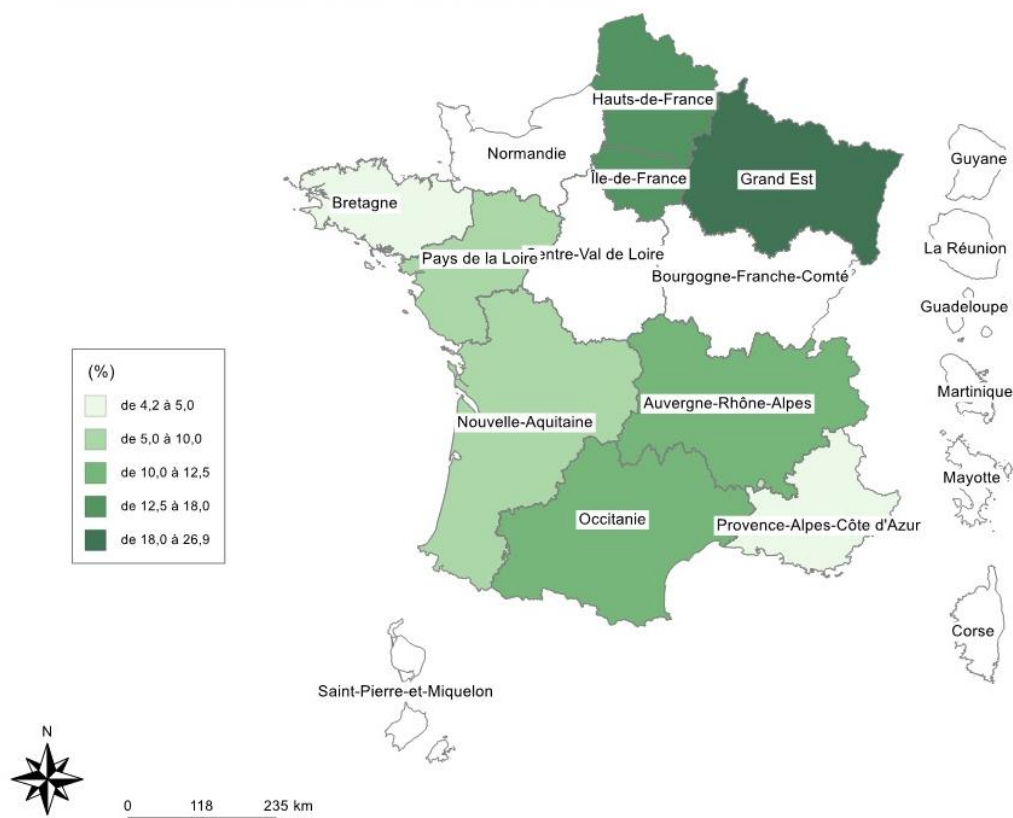 Hauts-de-France
Normandie
Île-de-France
Grand Est
Guyane
Bretagne
La Réunion
Pays de la Loire
entre-Val de Loire
Bourgogne-Franche-Comté
Guadeloupe
(%)
de 4,2 à 5,0
de 5,0 à 10,0
de 10,0 à 12,5
de 12,5 à 18,0
de 18,0 à 26,9
Auvergne-Rhône-Alpes
Martinique
Nouvelle-Aquitaine
Mayotte
Occitanie
Provence-Alpes-Côte d'Azur
Corse
Saint-Pierre-et-Miquelon
N
0 118 235 km